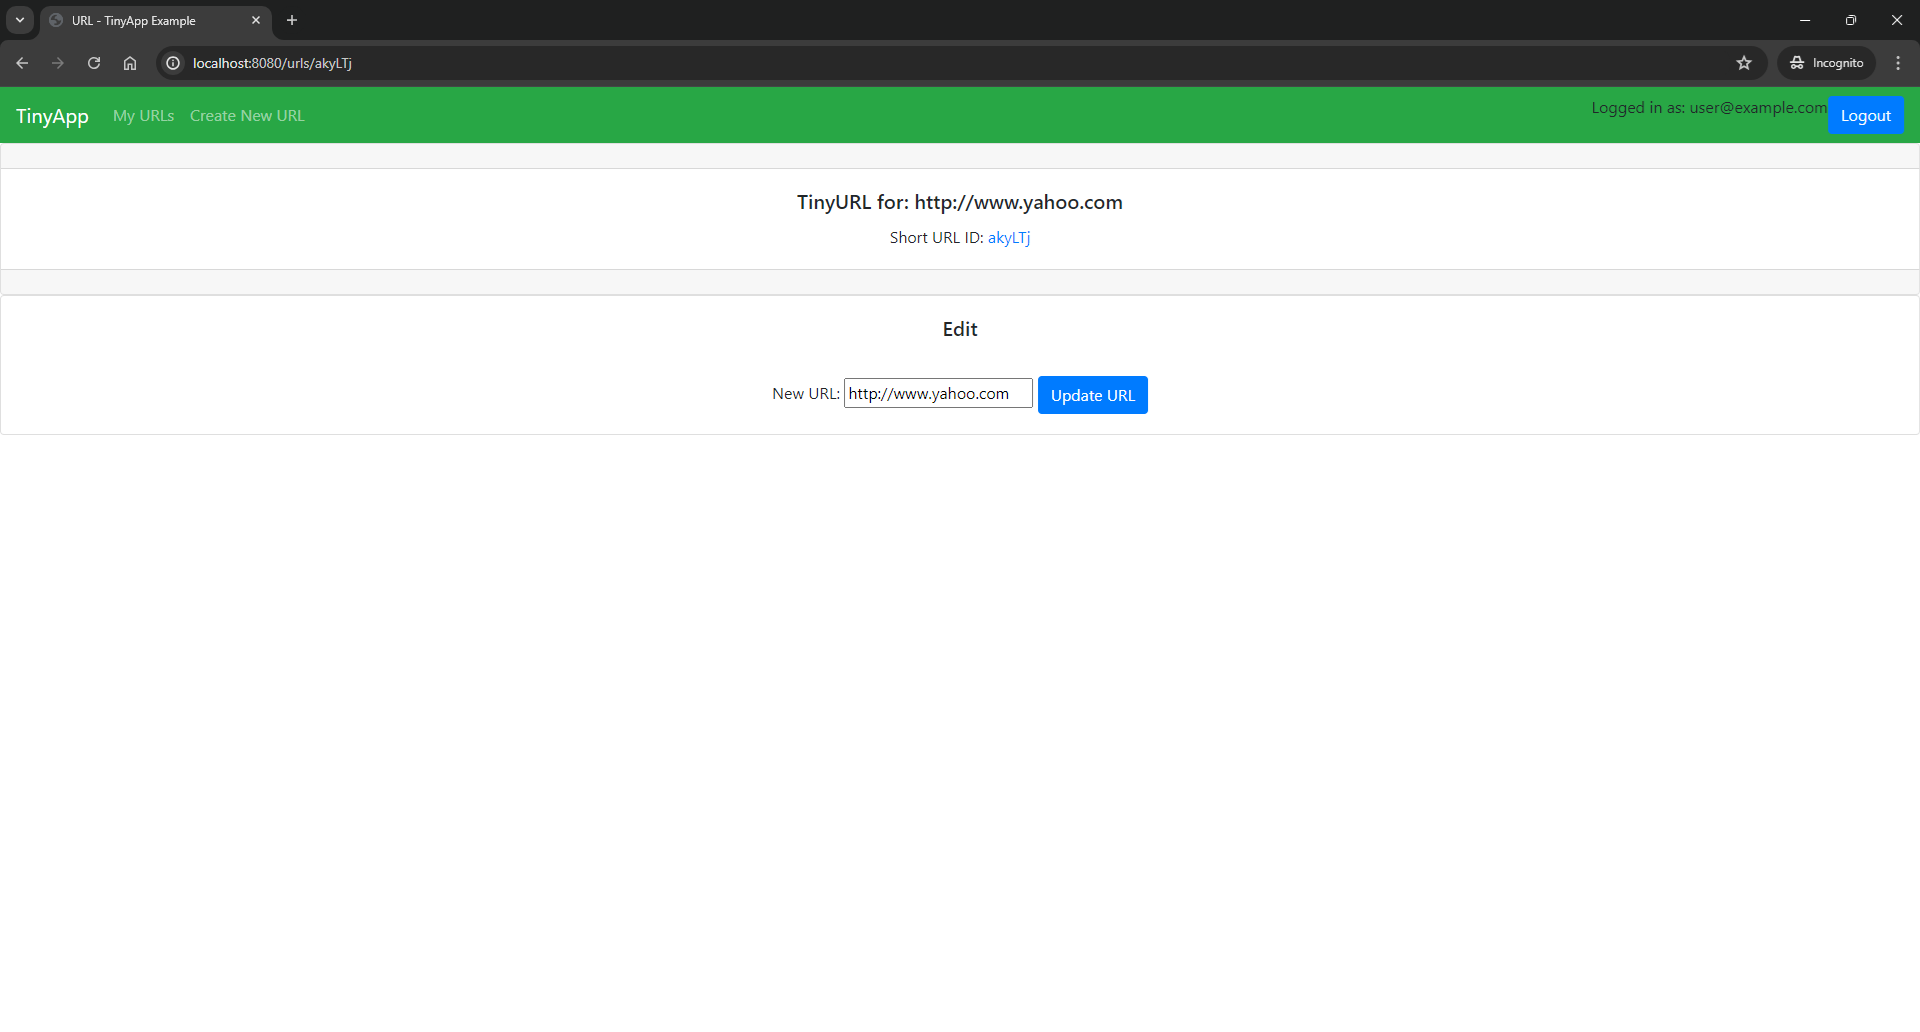 URL - TinyApp Example
localhost:8080/urls/akyLTj
Incognito
TinyApp My URLs Create New URL Logged in as: user@example.com Logout
TinyURL for: http://www.yahoo.com
Short URL ID: akyLTj
Edit
New URL: http://www.yahoo.com Update URL